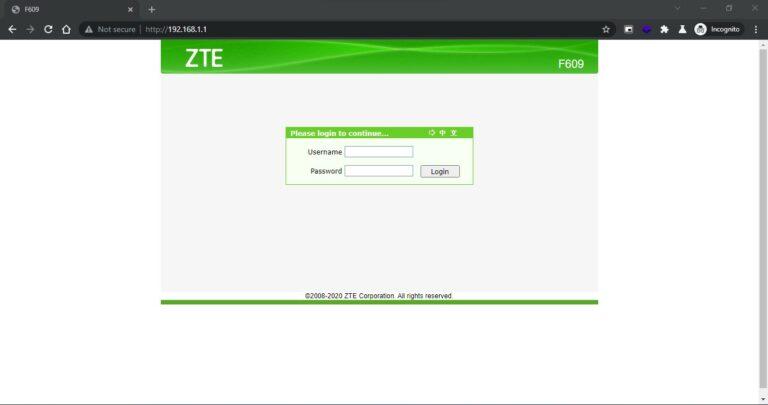 F609
Not secure | http://192.168.1.1
Incognito
ZTE
F609
Please login to continue...
中 文
Username
Password
Login
©2008-2020 ZTE Corporation. All rights reserved.